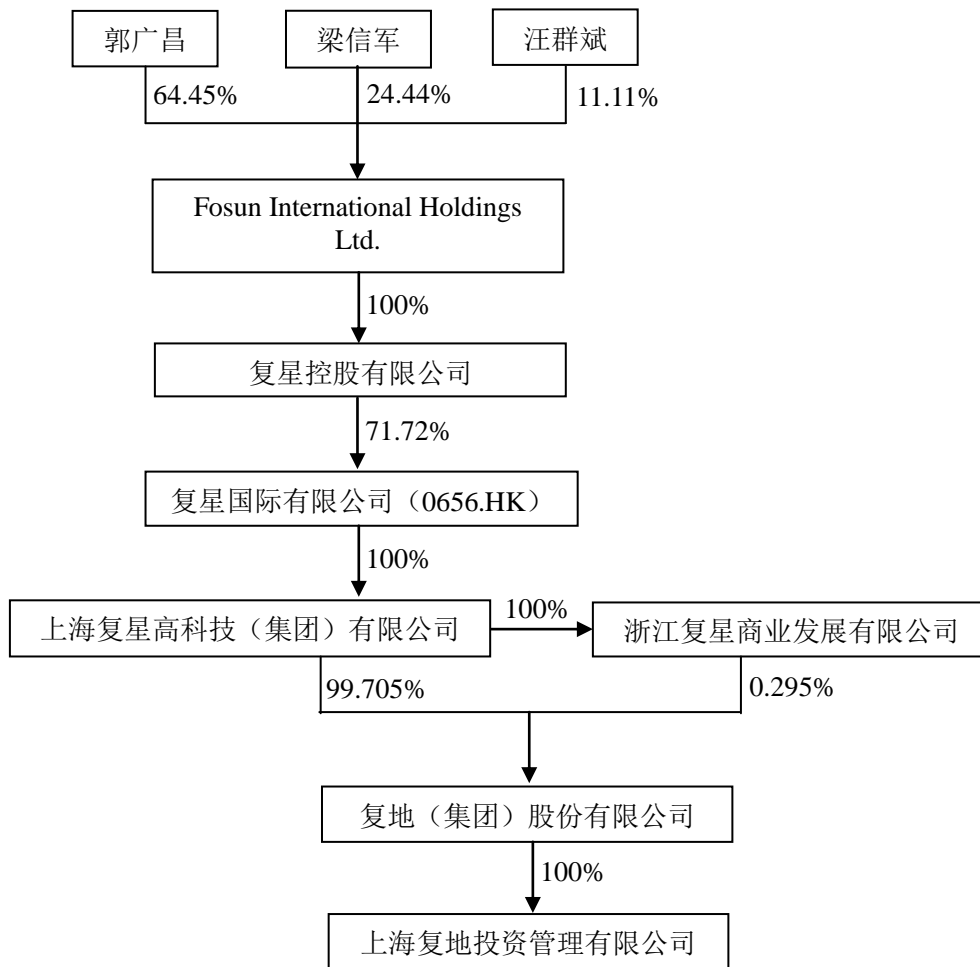 郭广昌
梁信军
汪群斌
64.45%
24.44%
11.11%
Fosun International Holdings
Ltd.
100%
复星控股有限公司
71.72%
复星国际有限公司（0656.HK）
100%
上海复星高科技（集团）有限公司
100%
浙江复星商业发展有限公司
99.705%
0.295%
复地（集团）股份有限公司
100%
上海复地投资管理有限公司